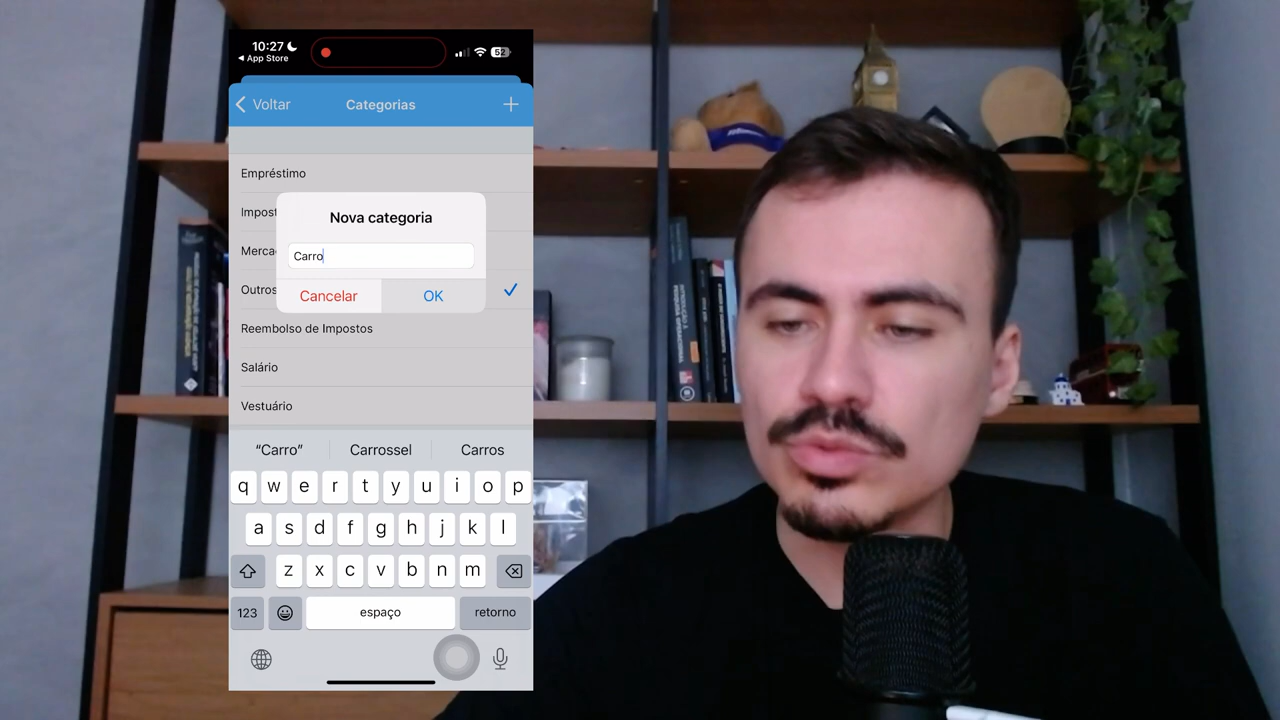 10:27
52
◀ App Store
Voltar
Categorias
Empréstimo
Impost
Nova categoria
Merca
Carro
Outros
Cancelar
OK
Reembolso de Impostos
Salário
Vestuário
“Carro”
Carrossel
Carros
q w e r t y u i o p
a s d f g h j k l
z x c v b n m
123
espaço
retorno